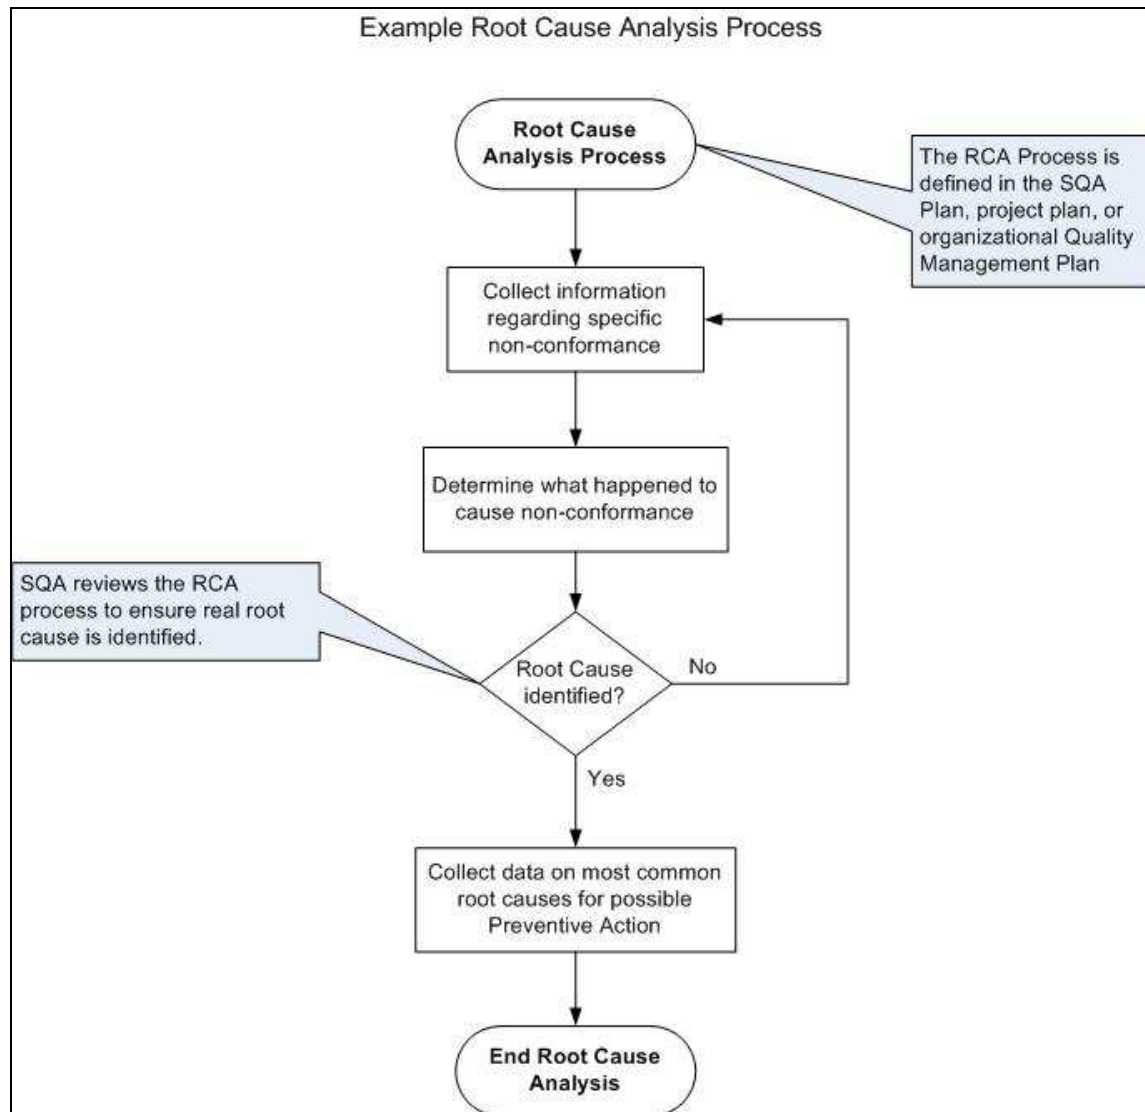 Example Root Cause Analysis Process
Root Cause
Analysis Process
The RCA Process is
defined in the SQA
Plan, project plan, or
organizational Quality
Management Plan
Collect information
regarding specific
non-conformance
Determine what happened to
cause non-conformance
SQA reviews the RCA
process to ensure real root
cause is identified.
Root Cause
identified?
No
Yes
Collect data on most common
root causes for possible
Preventive Action
End Root Cause
Analysis